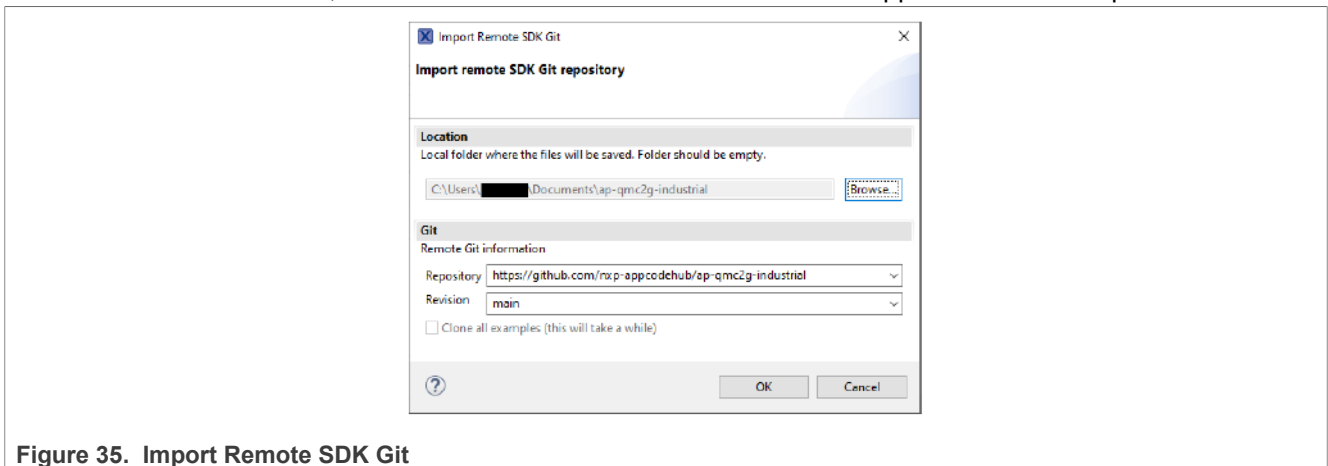 Import Remote SDK Git
Import remote SDK Git repository
Location
Local folder where the files will be saved. Folder should be empty.
C:\Users\ \Documents\ap-qmc2g-industrial Browse...
Git
Remote Git information
Repository https://github.com/nxp-appcodehub/ap-qmc2g-industrial
Revision main
Clone all examples (this will take a while)
OK Cancel
Figure 35. Import Remote SDK Git